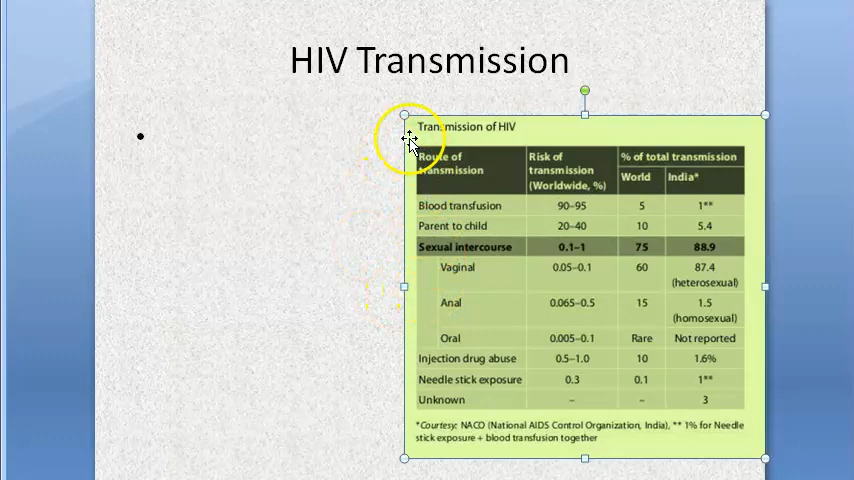 HIV Transmission
•
Transmission of HIV
Route of transmission | Risk of transmission (Worldwide, %) | % of total transmission
World | India*
Blood transfusion | 90–95 | 5 | 1**
Parent to child | 20–40 | 10 | 5.4
Sexual intercourse | 0.1–1 | 75 | 88.9
Vaginal | 0.05–0.1 | 60 | 87.4 (heterosexual)
Anal | 0.065–0.5 | 15 | 1.5 (homosexual)
Oral | 0.005–0.1 | Rare | Not reported
Injection drug abuse | 0.5–1.0 | 10 | 1.6%
Needle stick exposure | 0.3 | 0.1 | 1**
Unknown | – | – | 3
*Courtesy: NACO (National AIDS Control Organization, India), ** 1% for Needle
stick exposure + blood transfusion together